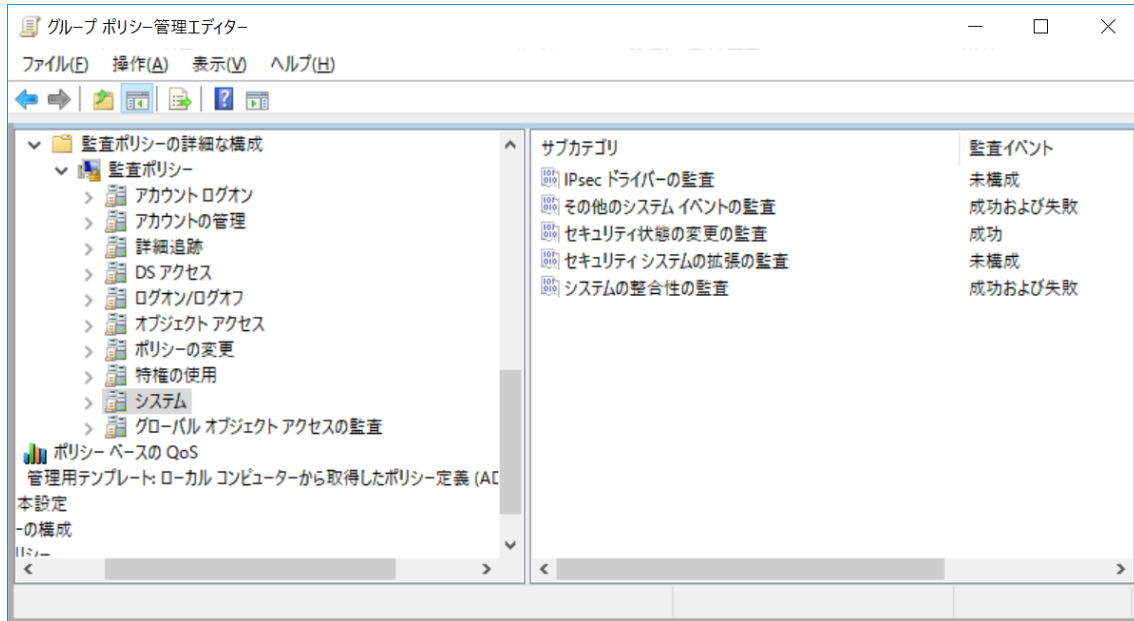 グループ ポリシー管理エディター
ファイル(F) 操作(A) 表示(V) ヘルプ(H)
監査ポリシーの詳細な構成
監査ポリシー
アカウント ログオン
アカウントの管理
詳細追跡
DS アクセス
ログオン/ログオフ
オブジェクト アクセス
ポリシーの変更
特権の使用
システム
グローバル オブジェクト アクセスの監査
ポリシー ベースの QoS
管理用テンプレート: ローカル コンピューターから取得したポリシー定義 (AD
本設定
ーの構成
リシー
サブカテゴリ 監査イベント
IPsec ドライバーの監査 未構成
その他のシステム イベントの監査 成功および失敗
セキュリティ状態の変更の監査 成功
セキュリティ システムの拡張の監査 未構成
システムの整合性の監査 成功および失敗